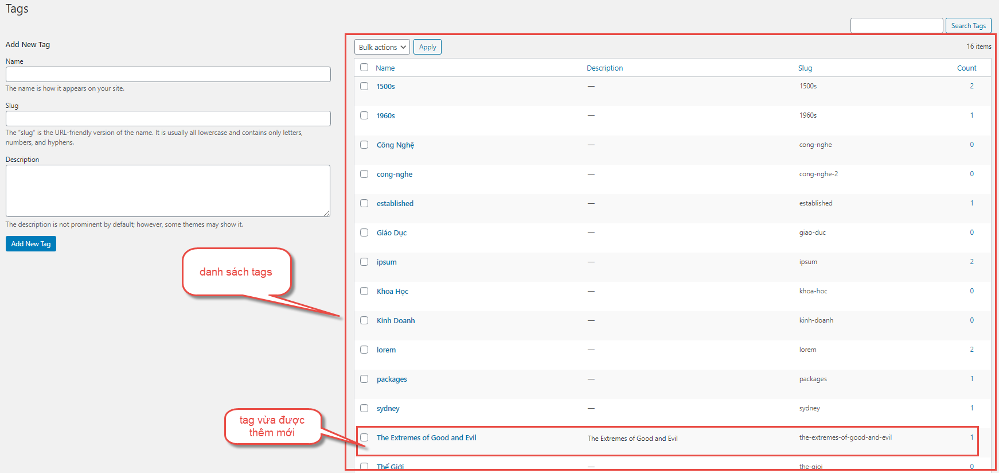 Tags
Search Tags
Add New Tag
Name
The name is how it appears on your site.
Slug
The “slug” is the URL-friendly version of the name. It is usually all lowercase and contains only letters,
numbers, and hyphens.
Description
The description is not prominent by default; however, some themes may show it.
Add New Tag
danh sách tags
tag vừa được
thêm mới
Bulk actions Apply 16 items
Name Description Slug Count
1500s — 1500s 2
1960s — 1960s 1
Công Nghệ — cong-nghe 0
cong-nghe — cong-nghe-2 0
established — established 1
Giáo Dục — giao-duc 0
ipsum — ipsum 2
Khoa Học — khoa-hoc 0
Kinh Doanh — kinh-doanh 0
lorem — lorem 2
packages — packages 1
sydney — sydney 1
The Extremes of Good and Evil The Extremes of Good and Evil the-extremes-of-good-and-evil 1
Thế Giới — the-gioi 0